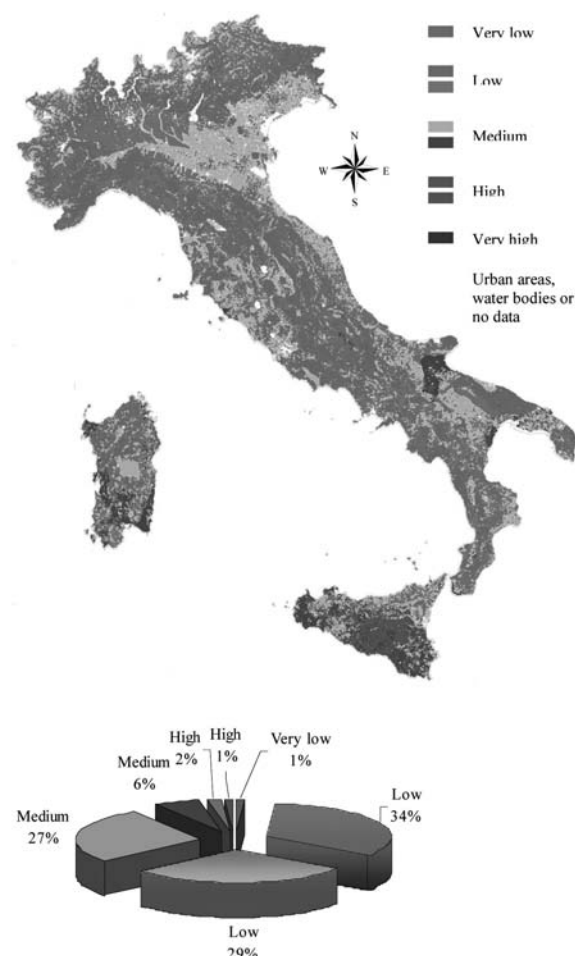 Very low
Low
Medium
High
Very high
Urban areas,
water bodies or
no data
N
W E
S
High
2%
High
1%
Very low
1%
Medium
6%
Low
34%
Medium
27%
Low
29%